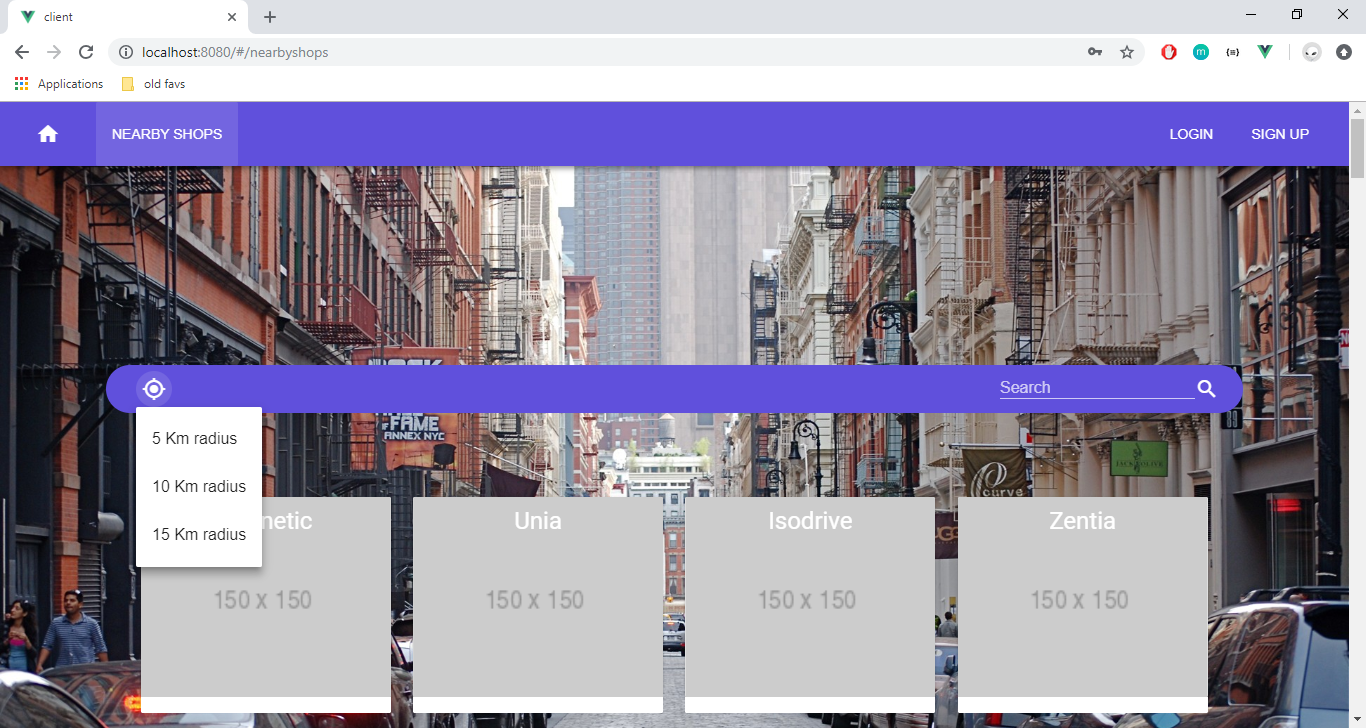 client
localhost:8080/#/nearbyshops
m
Applications
old favs
NEARBY SHOPS
LOGIN
SIGN UP
Search
5 Km radius
10 Km radius
15 Km radius
FAME
ANNEX NYC
curve
netic
Unia
Isodrive
Zentia
150 x 150
150 x 150
150 x 150
150 x 150